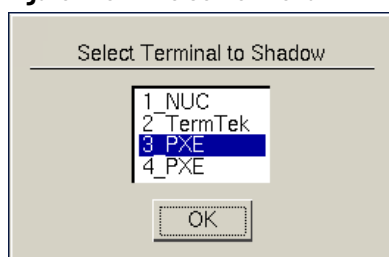 Select Terminal to Shadow
1_NUC
2_TermTek
3_PXE
4_PXE
OK